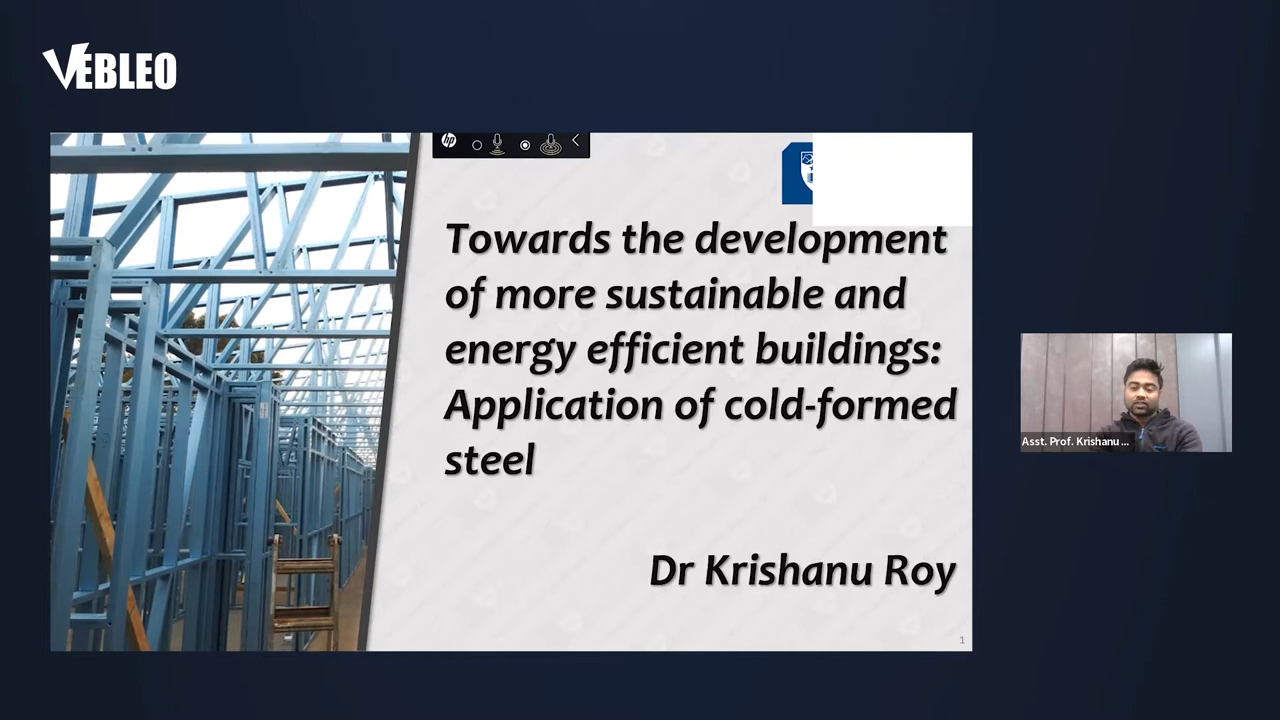 VEBLEO
hp
Towards the development
of more sustainable and
energy efficient buildings:
Application of cold-formed
steel
Dr Krishanu Roy
1
Asst. Prof. Krishanu ...